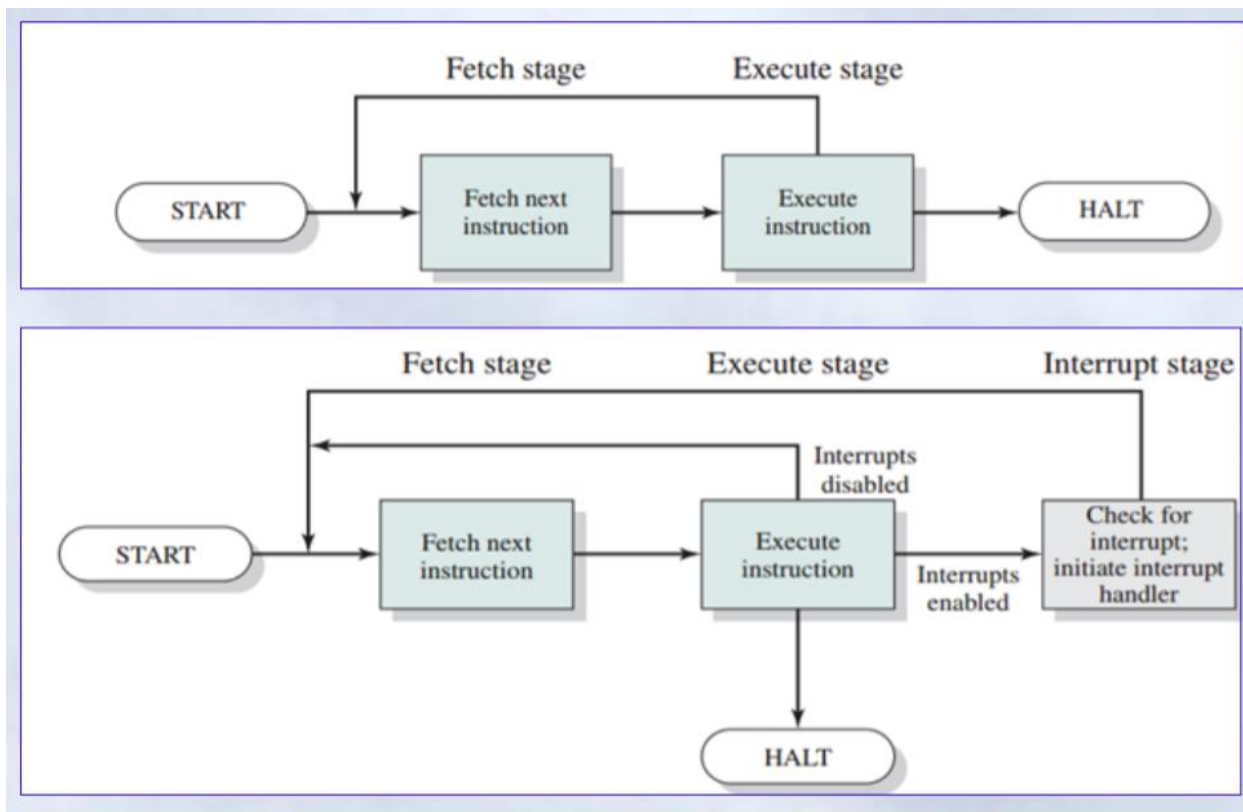 Fetch stage
Execute stage
START
Fetch next
instruction
Execute
instruction
HALT
Fetch stage
Execute stage
Interrupt stage
Interrupts
disabled
START
Fetch next
instruction
Execute
instruction
Interrupts
enabled
Check for
interrupt;
initiate interrupt
handler
HALT